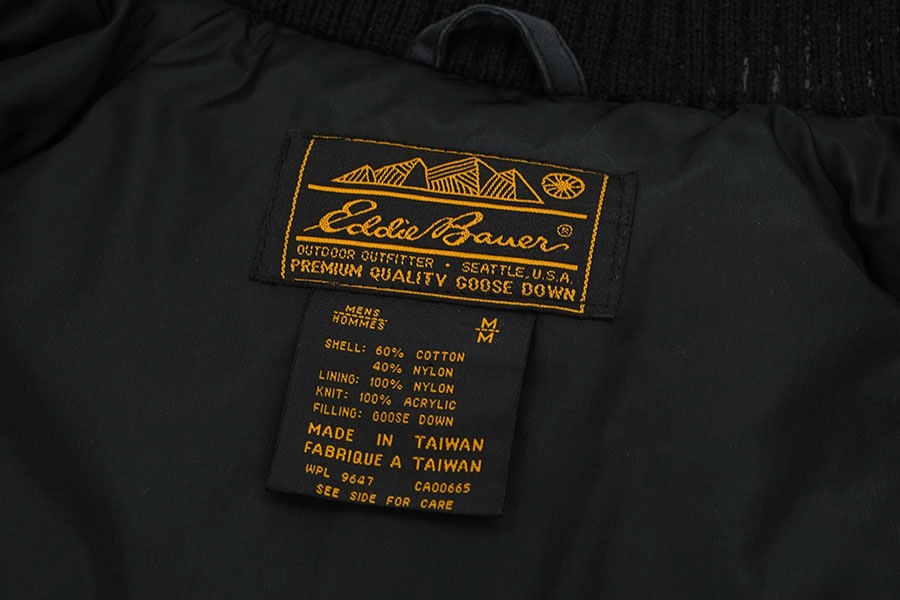 Eddie Bauer®
OUTDOOR OUTFITTER • SEATTLE, U.S.A.
PREMIUM QUALITY GOOSE DOWN
MENS M
HOMMES M
SHELL: 60% COTTON
40% NYLON
LINING: 100% NYLON
KNIT: 100% ACRYLIC
FILLING: GOOSE DOWN
MADE IN TAIWAN
FABRIQUE A TAIWAN
WPL 9647 CA00665
SEE SIDE FOR CARE